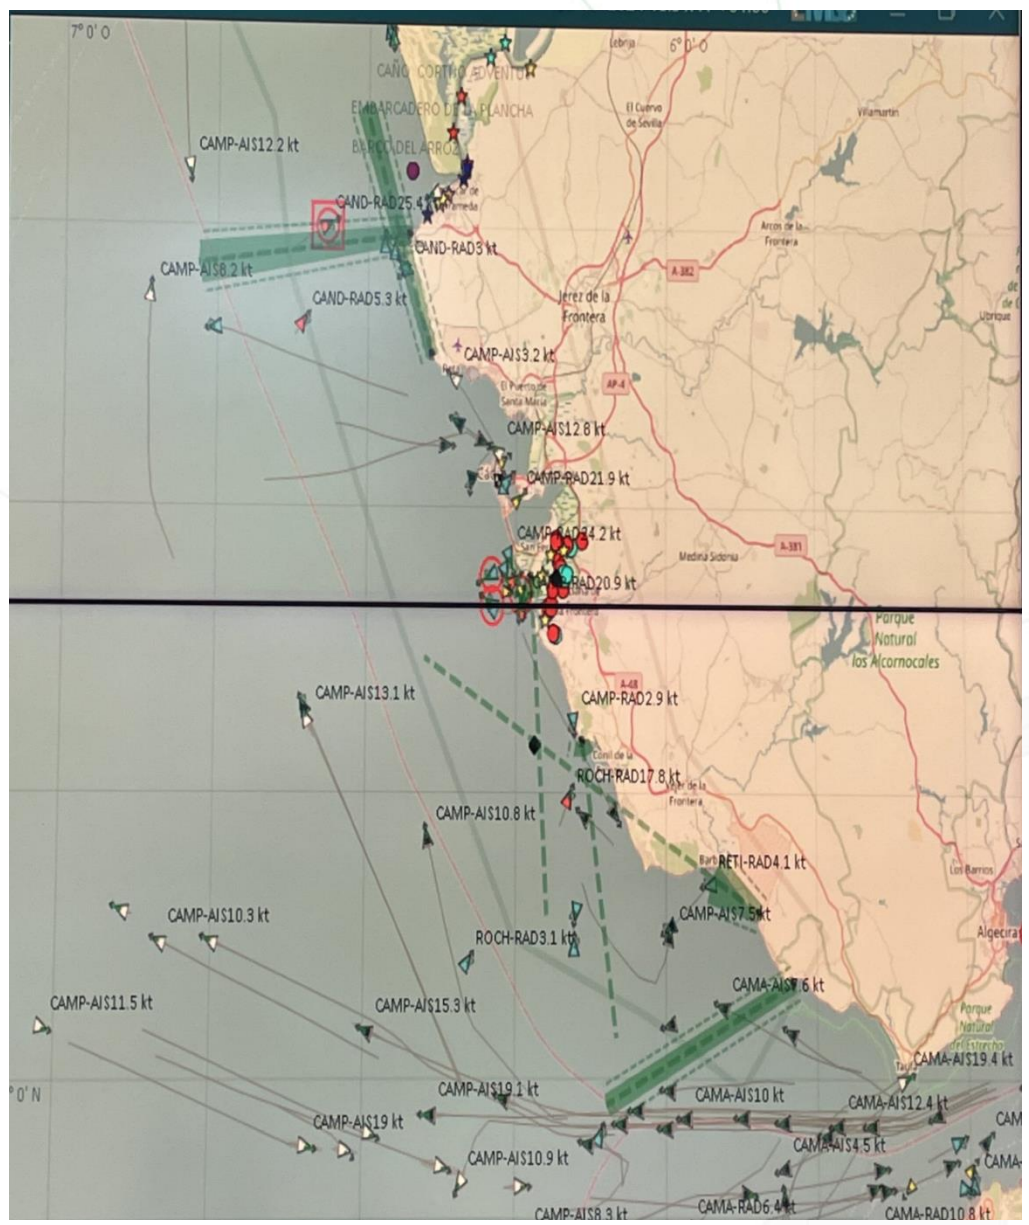 7° 0' O
6° 0' O
Lebrija
CAÑO CORTIJO ADVENTU
El Cuervo
de Sevilla
EMBARCADERO DE LA PLANCHA
Villamartin
BARCO DEL ARROZ
CAMP-AIS12.2 kt
CAND-RAD25.4
Arcos de la
Frontera
CAND-RAD3 kt
CAMP-AIS8.2 kt
A-382
CAND-RAD5.3 kt
Jerez de la
Frontera
Ubrique
CAMP-AIS3.2 kt
El Puerto de
Santa María
AP-4
CAMP-AIS12.8 kt
CAMP-RAD21.9 kt
CAMP-RAD24.2 kt
A-381
Medina Sidonia
CAMP-RAD20.9 kt
Parque
Natural
los Alcornocales
A-48
CAMP-AIS13.1 kt
CAMP-RAD2.9 kt
Conil de la
ROCH-RAD17.8 kt
Vejer de la
Frontera
CAMP-AIS10.8 kt
Barb
RETI-RAD4.1 kt
Los Barrios
CAMP-AIS10.3 kt
CAMP-AIS7.5 kt
ROCH-RAD3.1 kt
Algeciras
CAMA-AIS7.6 kt
CAMP-AIS11.5 kt
CAMP-AIS15.3 kt
Parque
Natural
del Estrecho
CAMA-AIS19.4 kt
° 0' N
CAMP-AIS19.1 kt
CAMA-AIS10 kt
CAMA-AIS12.4 kt
CAMP-AIS19 kt
CAM
CAMA-AIS4.5 kt
CAMP-AIS10.9 kt
CAMA-
CAMA-RAD6.4 kt
CAMP-AIS8.3 kt
CAMA-RAD10.8 kt